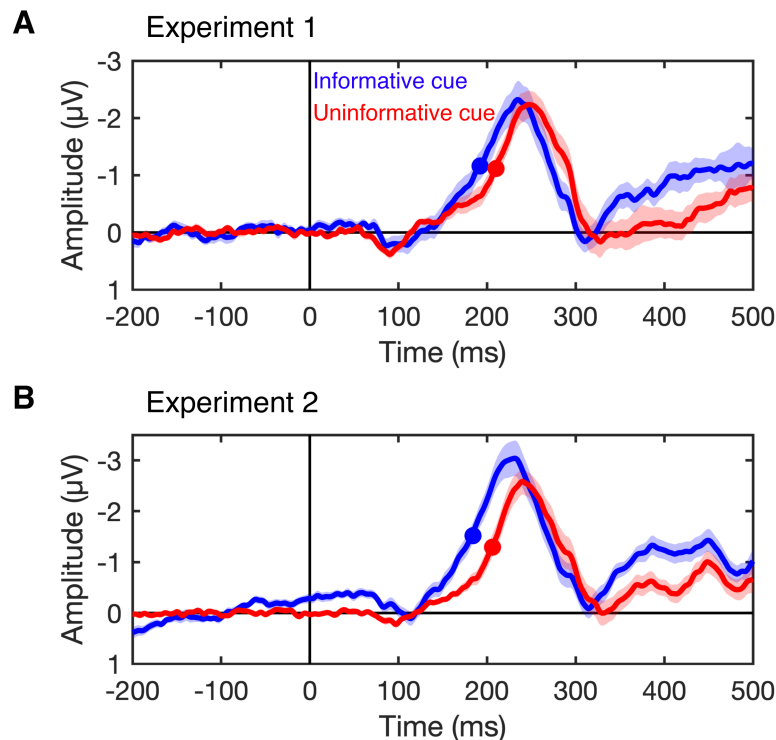 A
Experiment 1
Informative cue
Uninformative cue
Amplitude (µV)
-3
-2
-1
0
1
-200 -100 0 100 200 300 400 500
Time (ms)
B
Experiment 2
Amplitude (µV)
-3
-2
-1
0
1
-200 -100 0 100 200 300 400 500
Time (ms)